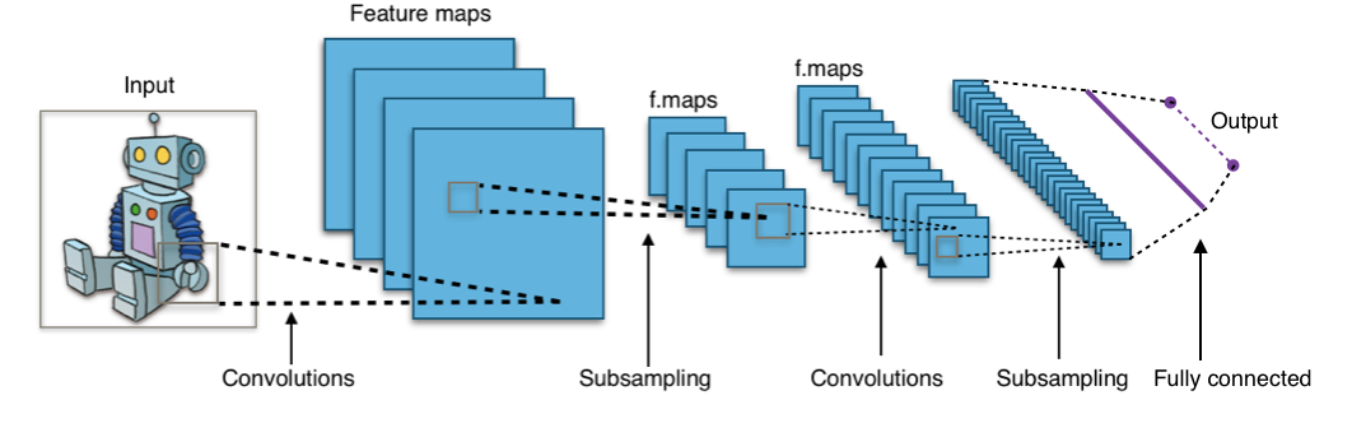 Feature maps
Input
f.maps
f.maps
Output
Convolutions
Subsampling
Convolutions
Subsampling
Fully connected